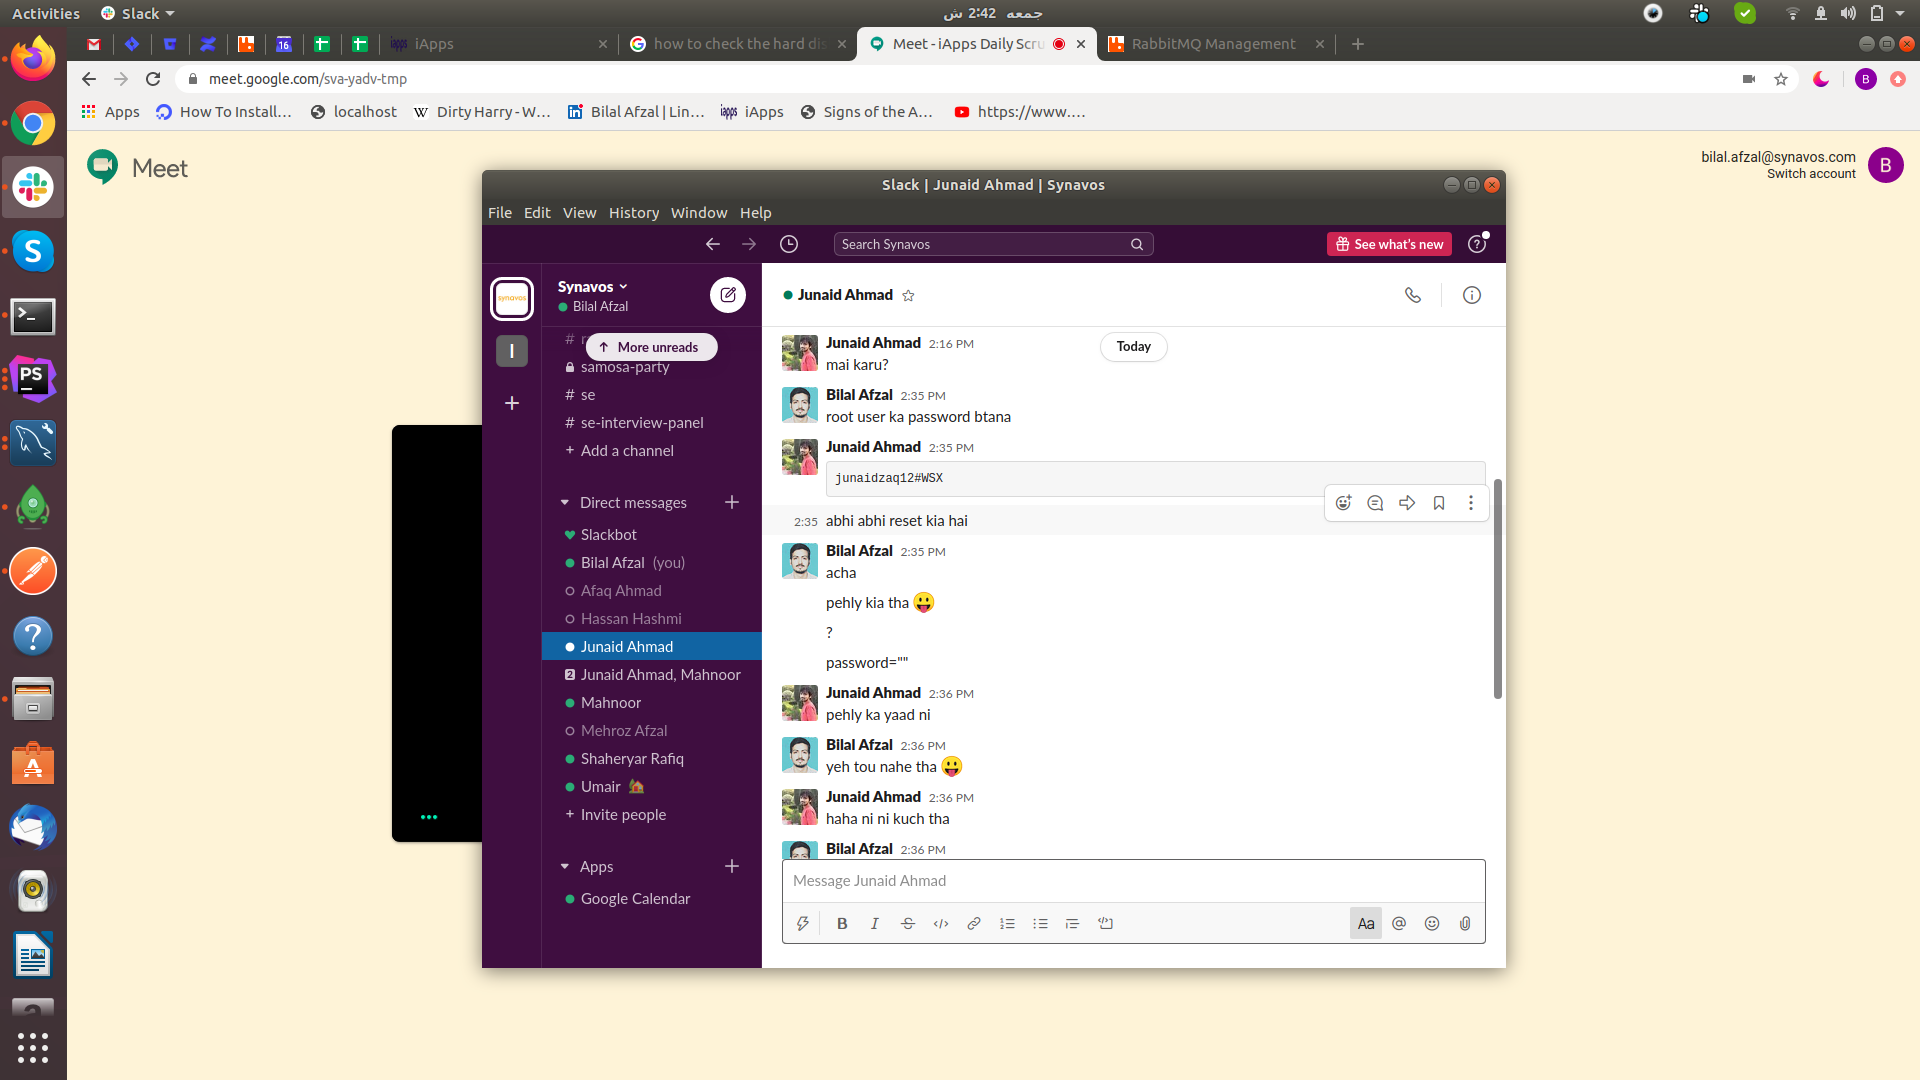 Activities
Slack
جمعه 2:42 ش
iApps
how to check the hard dis
Meet - iApps Daily Scru
RabbitMQ Management
meet.google.com/sva-yadv-tmp
B
Apps
How To Install...
localhost
Dirty Harry - W...
Bilal Afzal | Lin...
iApps
Signs of the A...
https://www....
Meet
bilal.afzal@synavos.com
Switch account
B
Slack | Junaid Ahmad | Synavos
File Edit View History Window Help
Search Synavos
See what's new
Synavos
Bilal Afzal
More unreads
samosa-party
# se
# se-interview-panel
+ Add a channel
Direct messages
Slackbot
Bilal Afzal (you)
Afaq Ahmad
Hassan Hashmi
Junaid Ahmad
2 Junaid Ahmad, Mahnoor
Mahnoor
Mehroz Afzal
Shaheryar Rafiq
Umair
+ Invite people
Apps
Google Calendar
Junaid Ahmad
Today
Junaid Ahmad 2:16 PM
mai karu?
Bilal Afzal 2:35 PM
root user ka password btana
Junaid Ahmad 2:35 PM
junaidzaq12#WSX
2:35 abhi abhi reset kia hai
Bilal Afzal 2:35 PM
acha
pehly kia tha 😛
?
password=""
Junaid Ahmad 2:36 PM
pehly ka yaad ni
Bilal Afzal 2:36 PM
yeh tou nahe tha 😛
Junaid Ahmad 2:36 PM
haha ni ni kuch tha
Bilal Afzal 2:36 PM
Message Junaid Ahmad
B I S
Aa @